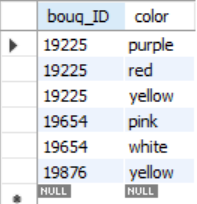 bouq_ID color
19225 purple
19225 red
19225 yellow
19654 pink
19654 white
19876 yellow
NULL NULL